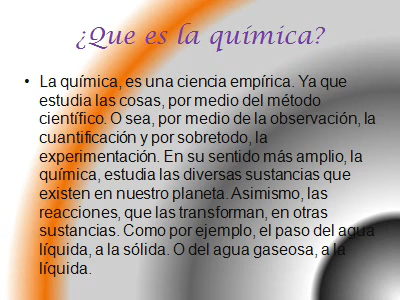 ¿Que es la química?
• La química, es una ciencia empírica. Ya que
estudia las cosas, por medio del método
científico. O sea, por medio de la observación, la
cuantificación y por sobretodo, la
experimentación. En su sentido más amplio, la
química, estudia las diversas sustancias que
existen en nuestro planeta. Asimismo, las
reacciones, que las transforman, en otras
sustancias. Como por ejemplo, el paso del agua
líquida, a la sólida. O del agua gaseosa, a la
líquida.